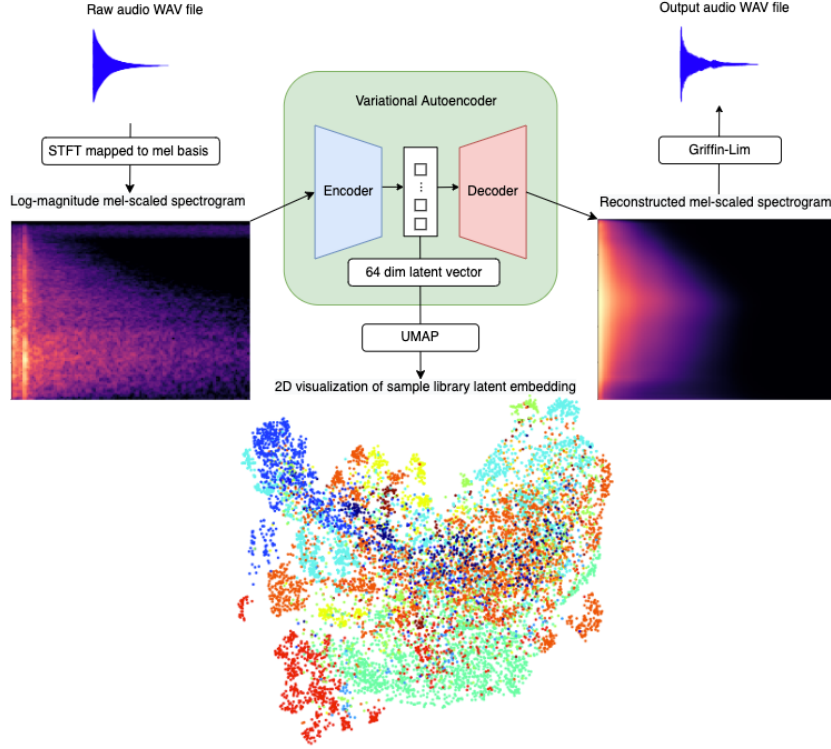 Raw audio WAV file
Output audio WAV file
Variational Autoencoder
STFT mapped to mel basis
Griffin-Lim
Encoder
Decoder
Log-magnitude mel-scaled spectrogram
Reconstructed mel-scaled spectrogram
64 dim latent vector
UMAP
2D visualization of sample library latent embedding